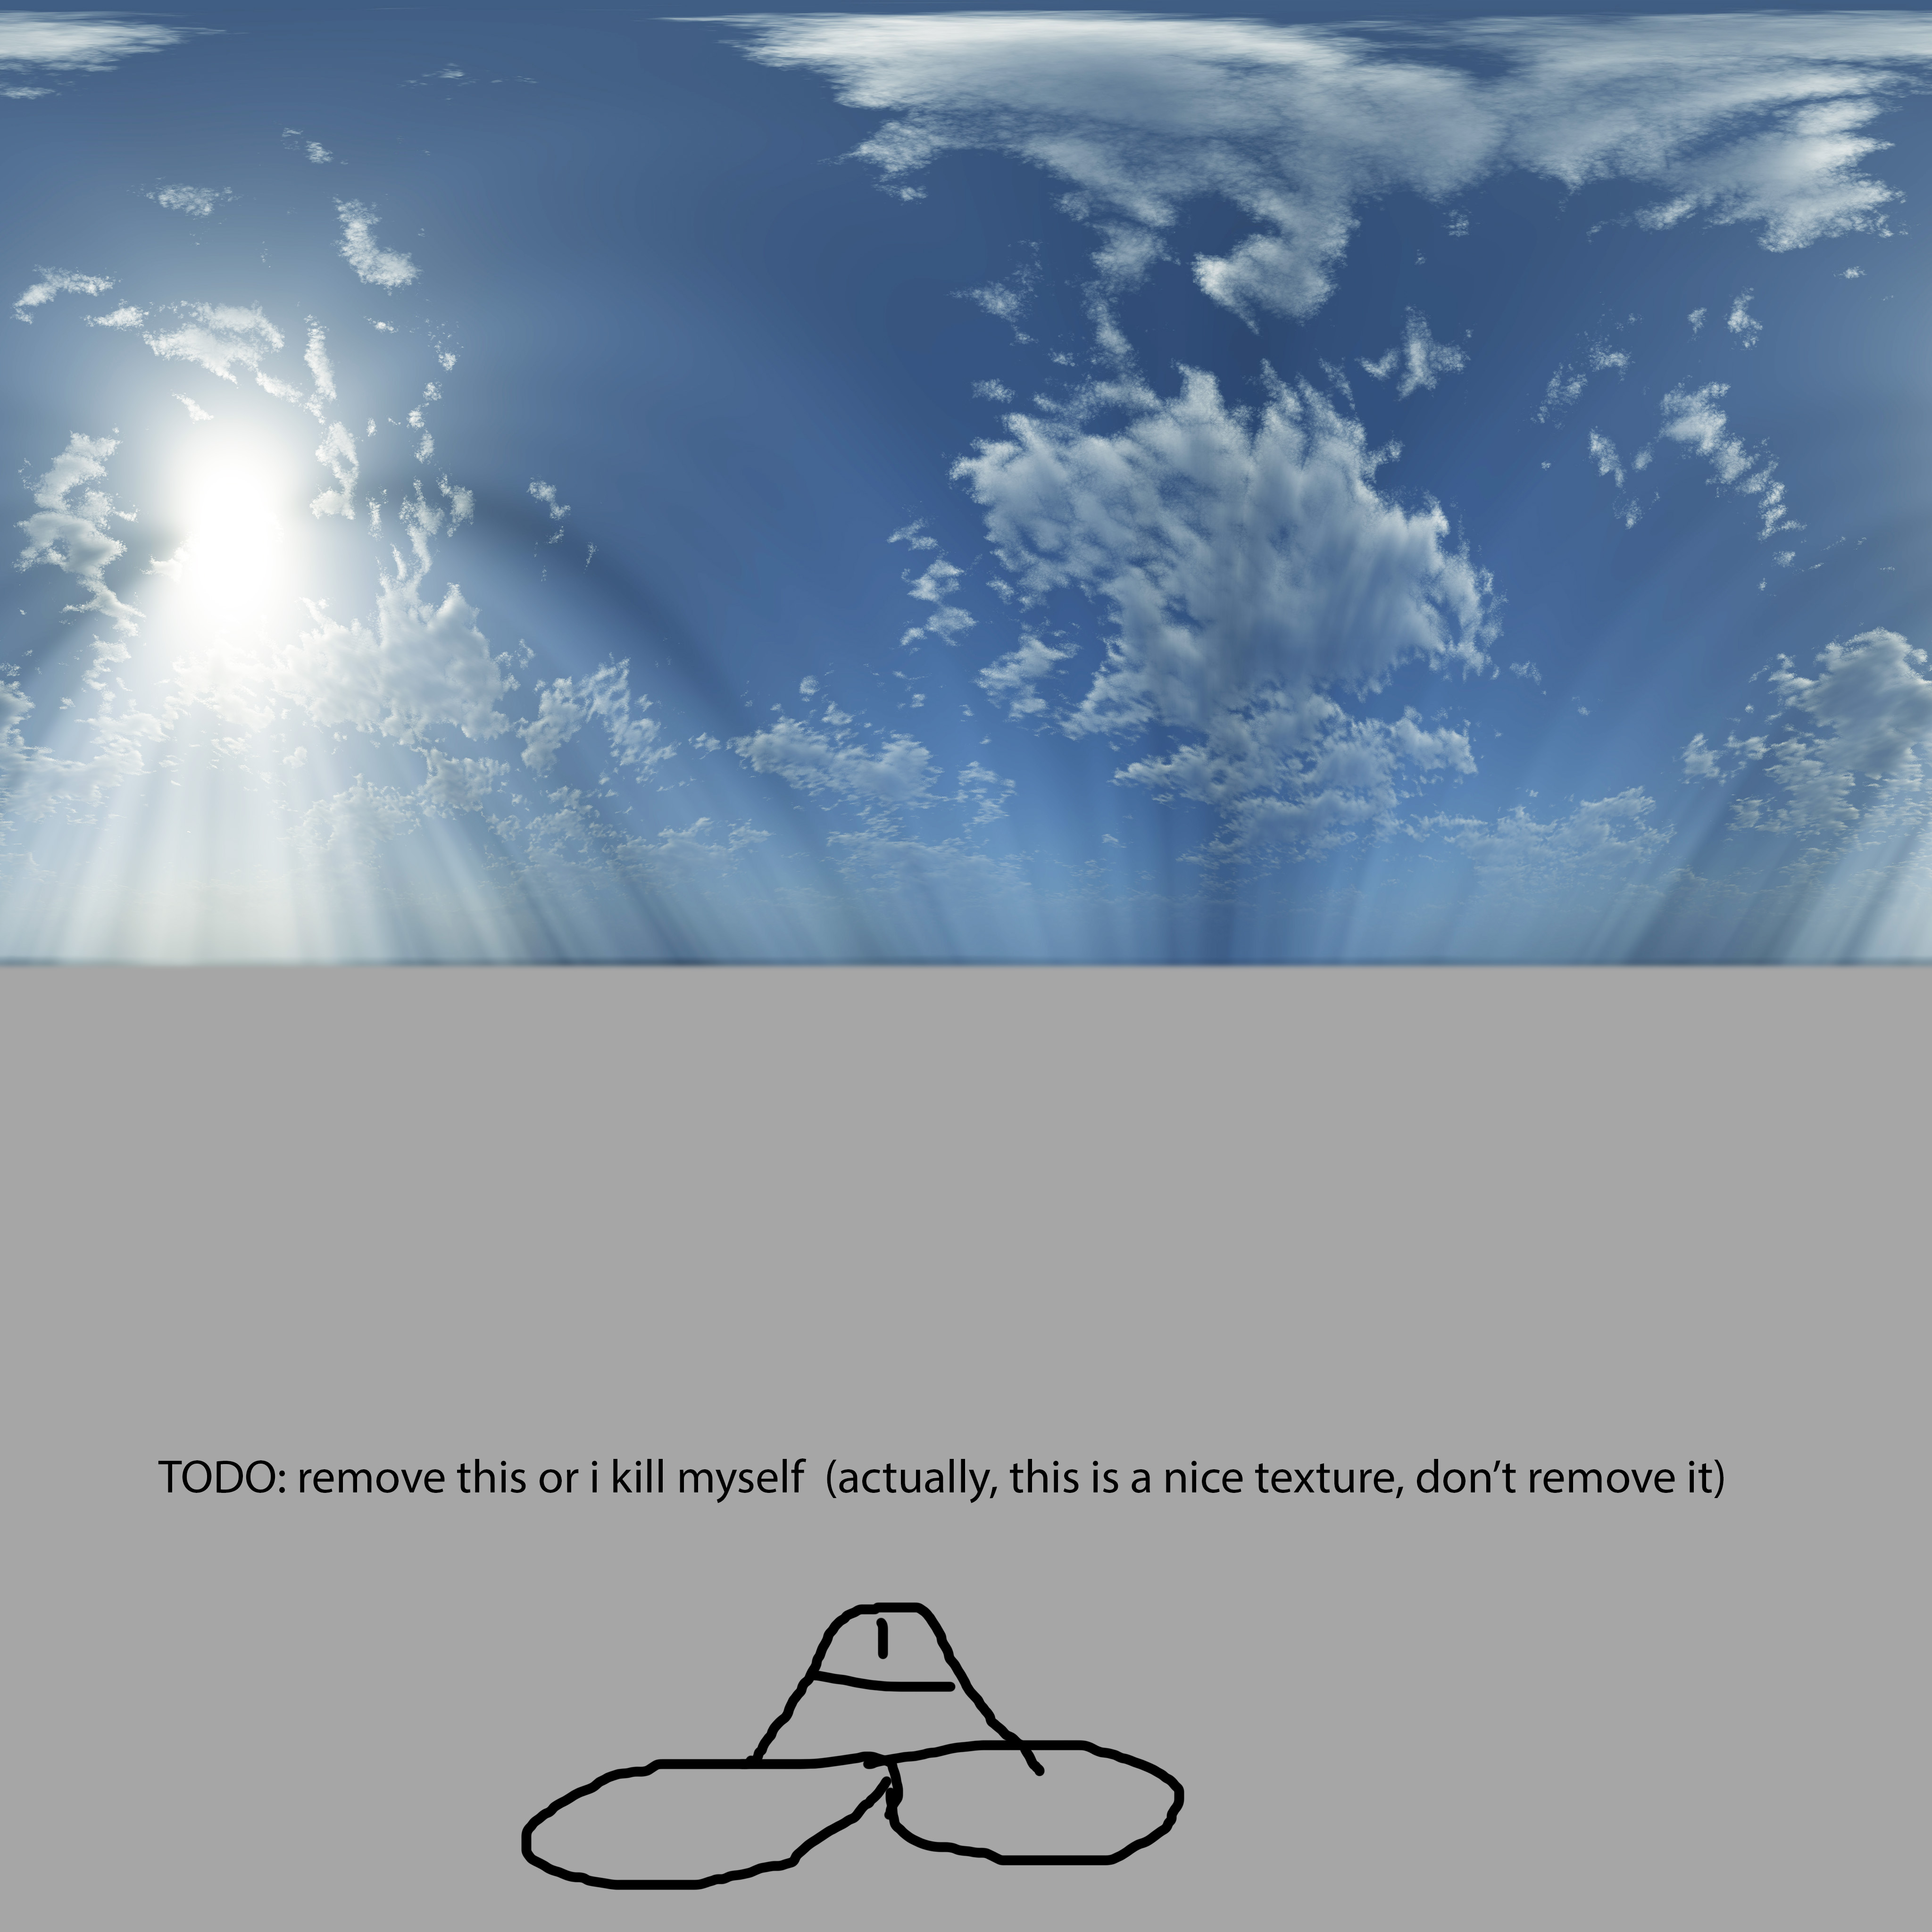 TODO: remove this or i kill myself  (actually, this is a nice texture, don’t remove it)